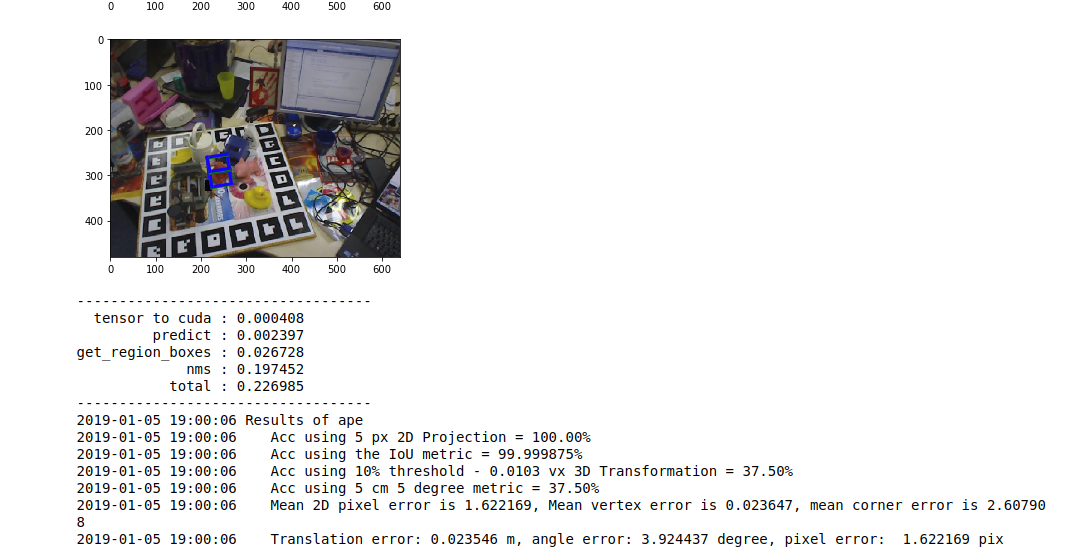 0 100 200 300 400 500 600
0
100
200
300
400
0 100 200 300 400 500 600
-----------------------------------
tensor to cuda : 0.000408
predict : 0.002397
get_region_boxes : 0.026728
nms : 0.197452
total : 0.226985
-----------------------------------
2019-01-05 19:00:06 Results of ape
2019-01-05 19:00:06    Acc using 5 px 2D Projection = 100.00%
2019-01-05 19:00:06    Acc using the IoU metric = 99.999875%
2019-01-05 19:00:06    Acc using 10% threshold - 0.0103 vx 3D Transformation = 37.50%
2019-01-05 19:00:06    Acc using 5 cm 5 degree metric = 37.50%
2019-01-05 19:00:06    Mean 2D pixel error is 1.622169, Mean vertex error is 0.023647, mean corner error is 2.60790
8
2019-01-05 19:00:06    Translation error: 0.023546 m, angle error: 3.924437 degree, pixel error:  1.622169 pix